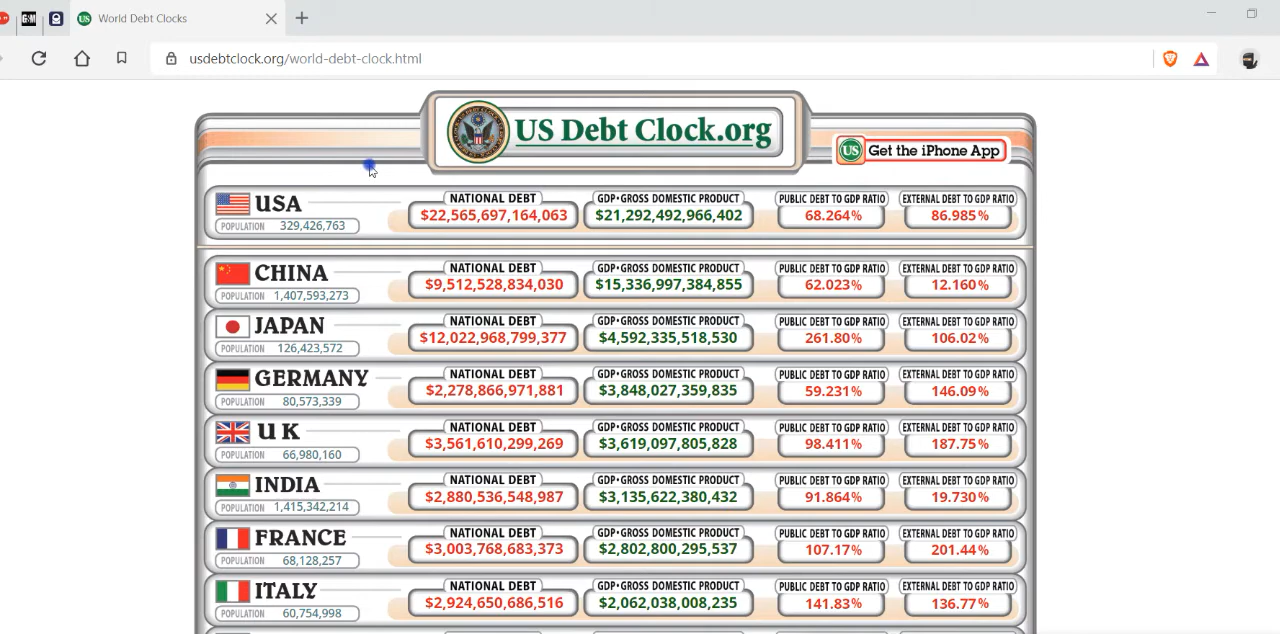 World Debt Clocks
usdebtclock.org/world-debt-clock.html
US Debt Clock.org
US Get the iPhone App
USA
POPULATION 329,426,763
NATIONAL DEBT
$22,565,697,164,063
GDP•GROSS DOMESTIC PRODUCT
$21,292,492,966,402
PUBLIC DEBT TO GDP RATIO
68.264%
EXTERNAL DEBT TO GDP RATIO
86.985%
CHINA
POPULATION 1,407,593,273
NATIONAL DEBT
$9,512,528,834,030
GDP•GROSS DOMESTIC PRODUCT
$15,336,997,384,855
PUBLIC DEBT TO GDP RATIO
62.023%
EXTERNAL DEBT TO GDP RATIO
12.160%
JAPAN
POPULATION 126,423,572
NATIONAL DEBT
$12,022,968,799,377
GDP•GROSS DOMESTIC PRODUCT
$4,592,335,518,530
PUBLIC DEBT TO GDP RATIO
261.80%
EXTERNAL DEBT TO GDP RATIO
106.02%
GERMANY
POPULATION 80,573,339
NATIONAL DEBT
$2,278,866,971,881
GDP•GROSS DOMESTIC PRODUCT
$3,848,027,359,835
PUBLIC DEBT TO GDP RATIO
59.231%
EXTERNAL DEBT TO GDP RATIO
146.09%
U K
POPULATION 66,980,160
NATIONAL DEBT
$3,561,610,299,269
GDP•GROSS DOMESTIC PRODUCT
$3,619,097,805,828
PUBLIC DEBT TO GDP RATIO
98.411%
EXTERNAL DEBT TO GDP RATIO
187.75%
INDIA
POPULATION 1,415,342,214
NATIONAL DEBT
$2,880,536,548,987
GDP•GROSS DOMESTIC PRODUCT
$3,135,622,380,432
PUBLIC DEBT TO GDP RATIO
91.864%
EXTERNAL DEBT TO GDP RATIO
19.730%
FRANCE
POPULATION 68,128,257
NATIONAL DEBT
$3,003,768,683,373
GDP•GROSS DOMESTIC PRODUCT
$2,802,800,295,537
PUBLIC DEBT TO GDP RATIO
107.17%
EXTERNAL DEBT TO GDP RATIO
201.44%
ITALY
POPULATION 60,754,998
NATIONAL DEBT
$2,924,650,686,516
GDP•GROSS DOMESTIC PRODUCT
$2,062,038,008,235
PUBLIC DEBT TO GDP RATIO
141.83%
EXTERNAL DEBT TO GDP RATIO
136.77%